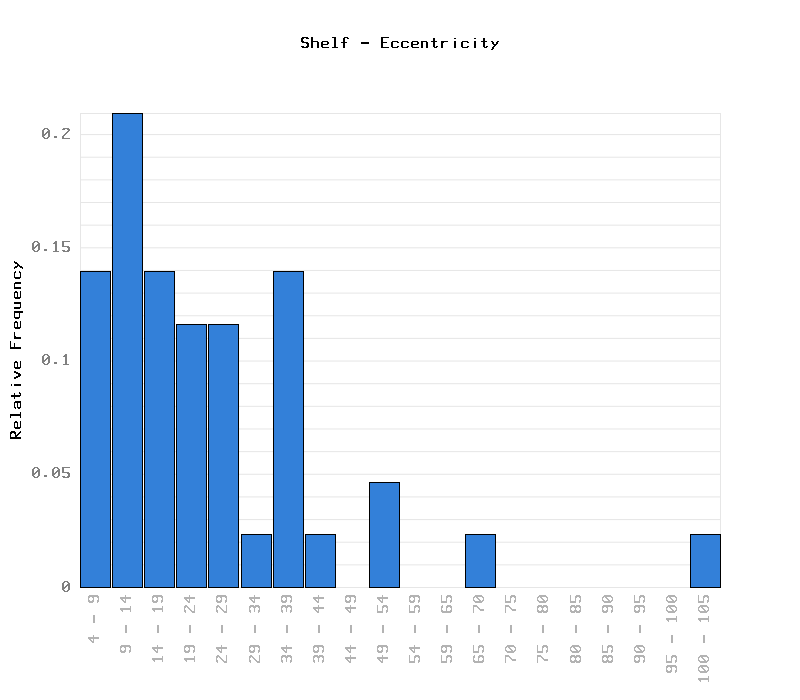 Shelf - Eccentricity
Relative Frequency
0.2
0.15
0.1
0.05
0
4 - 9
9 - 14
14 - 19
19 - 24
24 - 29
29 - 34
34 - 39
39 - 44
44 - 49
49 - 54
54 - 59
59 - 65
65 - 70
70 - 75
75 - 80
80 - 85
85 - 90
90 - 95
95 - 100
100 - 105